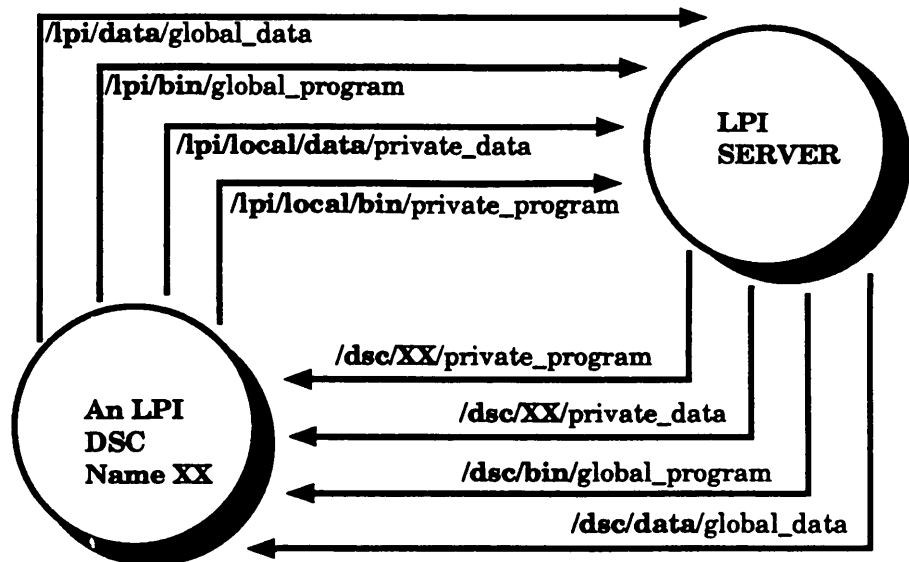 /lpi/data/global_data
/lpi/bin/global_program
/lpi/local/data/private_data
/lpi/local/bin/private_program
LPI
SERVER
/dsc/XX/private_program
/dsc/XX/private_data
/dsc/bin/global_program
/dsc/data/global_data
An LPI
DSC
Name XX